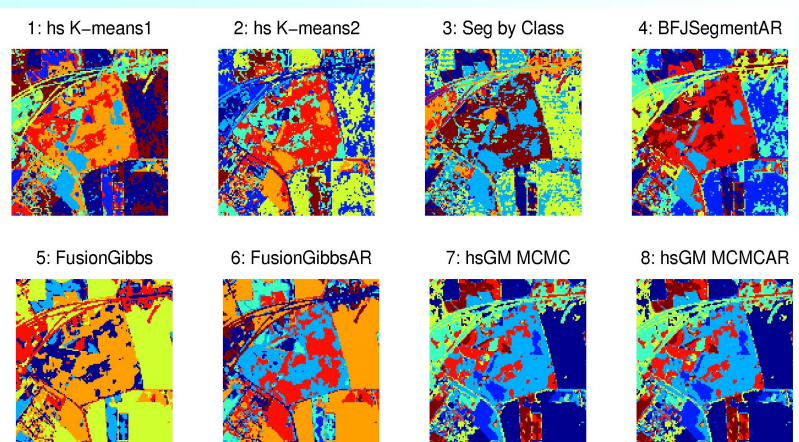 1: hs K−means1 2: hs K−means2 3: Seg by Class 4: BFJSegmentAR
5: FusionGibbs 6: FusionGibbsAR 7: hsGM MCMC 8: hsGM MCMCAR